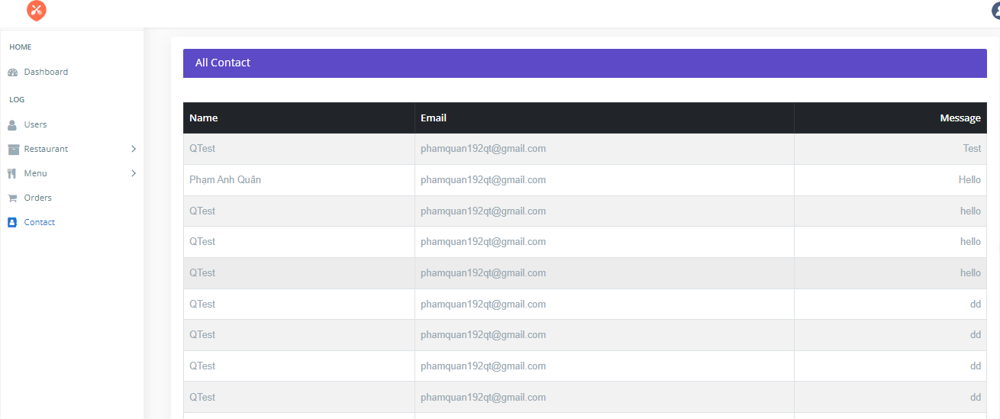 HOME
Dashboard
LOG
Users
Restaurant
Menu
Orders
Contact
All Contact
Name Email Message
QTest phamquan192qt@gmail.com Test
Phạm Anh Quân phamquan192qt@gmail.com Hello
QTest phamquan192qt@gmail.com hello
QTest phamquan192qt@gmail.com hello
QTest phamquan192qt@gmail.com hello
QTest phamquan192qt@gmail.com dd
QTest phamquan192qt@gmail.com dd
QTest phamquan192qt@gmail.com dd
QTest phamquan192qt@gmail.com dd